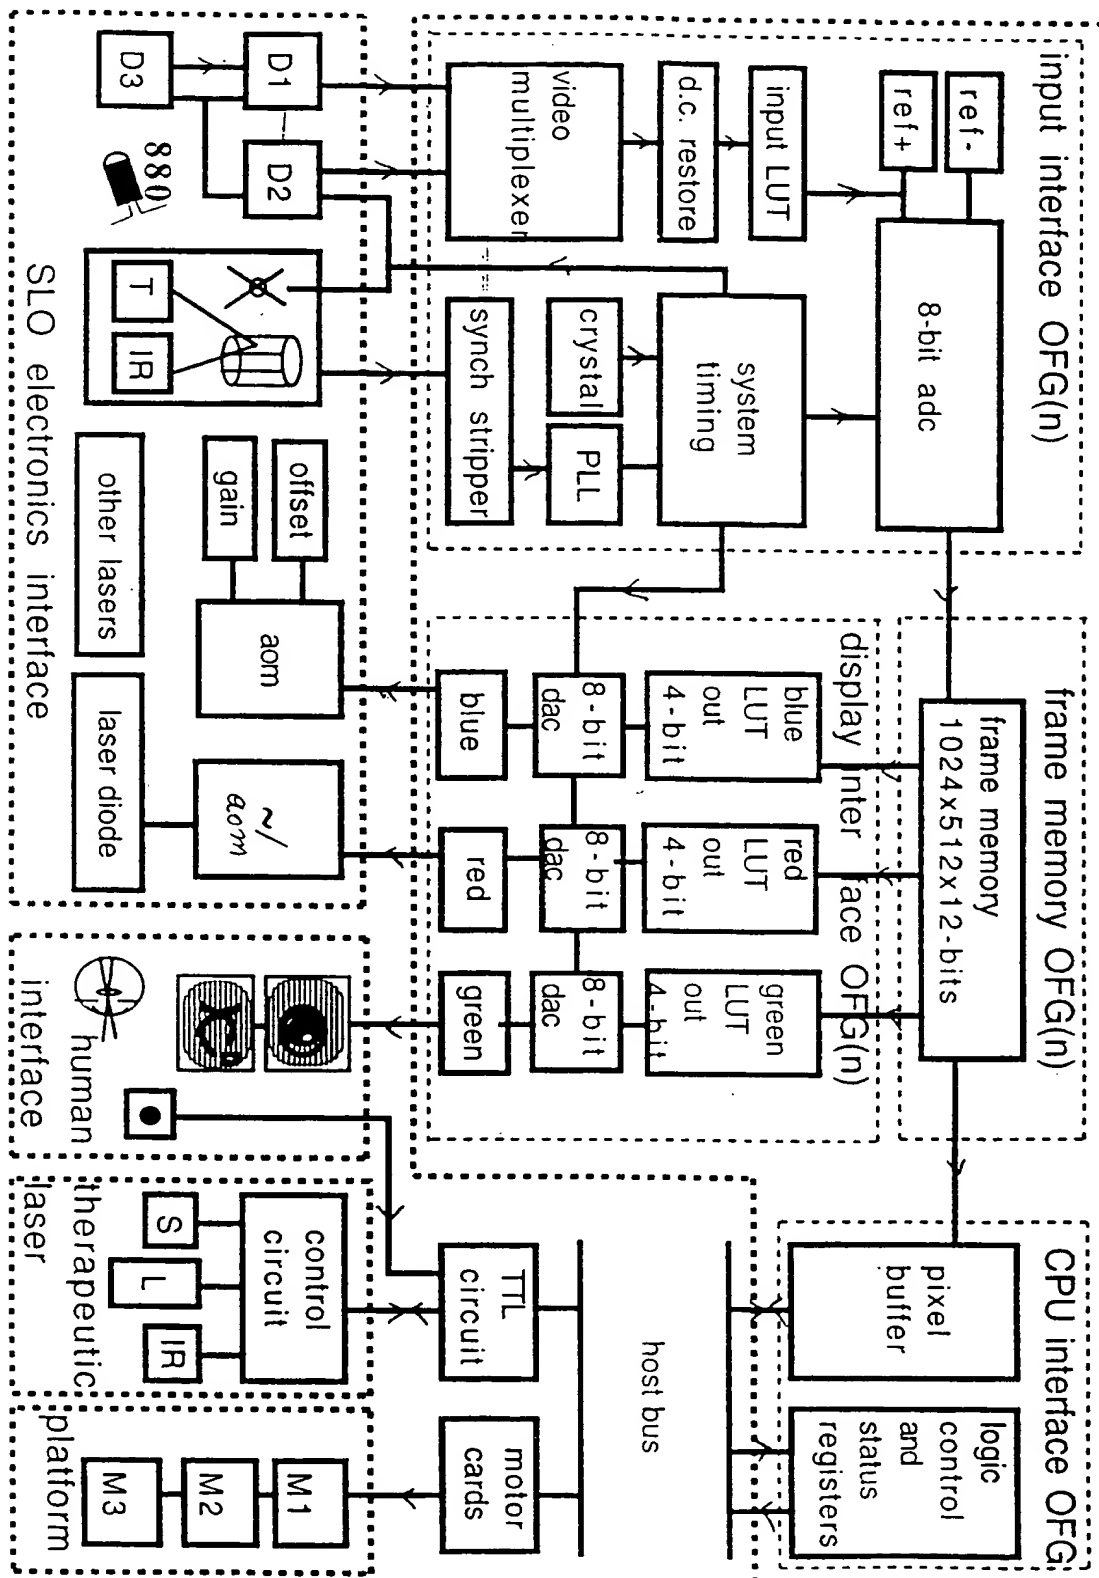 input interface OFG(n)
ref -
ref +
input LUT
d.c. restore
video
multiplexer
8-bit adc
system
timing
crystal
PLL
synch stripper
frame memory OFG(n)
frame memory
1024x512x12-bits
display inter face OFG(n)
blue
LUT
out
4-bit
red
LUT
out
4-bit
green
LUT
out
4-bit
8-bit
dac
8-bit
dac
8-bit
dac
blue
red
green
CPU interface OFG
pixel
buffer
logic
control
and
status
registers
host bus
TTL
circuit
motor
cards
D1
D2
D3
880
T
IR
offset
gain
aom
~/
aom
other lasers
laser diode
SLO electronics interface
human
interface
control
circuit
S
L
IR
therapeutic
laser
M1
M2
M3
platform